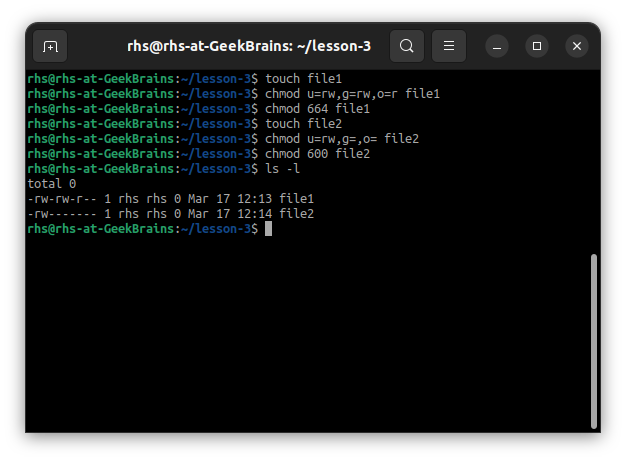 rhs@rhs-at-GeekBrains: ~/lesson-3
rhs@rhs-at-GeekBrains:~/lesson-3$ touch file1
rhs@rhs-at-GeekBrains:~/lesson-3$ chmod u=rw,g=rw,o=r file1
rhs@rhs-at-GeekBrains:~/lesson-3$ chmod 664 file1
rhs@rhs-at-GeekBrains:~/lesson-3$ touch file2
rhs@rhs-at-GeekBrains:~/lesson-3$ chmod u=rw,g=,o= file2
rhs@rhs-at-GeekBrains:~/lesson-3$ chmod 600 file2
rhs@rhs-at-GeekBrains:~/lesson-3$ ls -l
total 0
-rw-rw-r-- 1 rhs rhs 0 Mar 17 12:13 file1
-rw------- 1 rhs rhs 0 Mar 17 12:14 file2
rhs@rhs-at-GeekBrains:~/lesson-3$